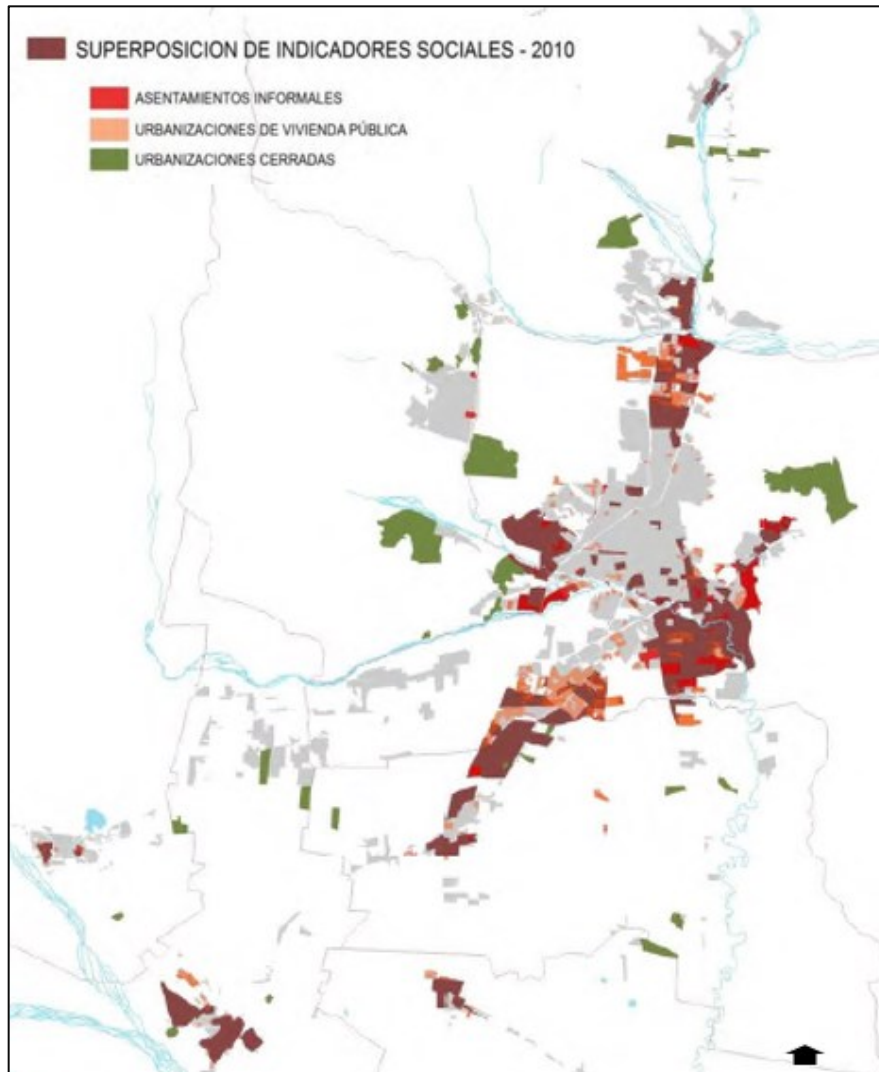 SUPERPOSICION DE INDICADORES SOCIALES - 2010
ASENTAMIENTOS INFORMALES
URBANIZACIONES DE VIVIENDA PÚBLICA
URBANIZACIONES CERRADAS